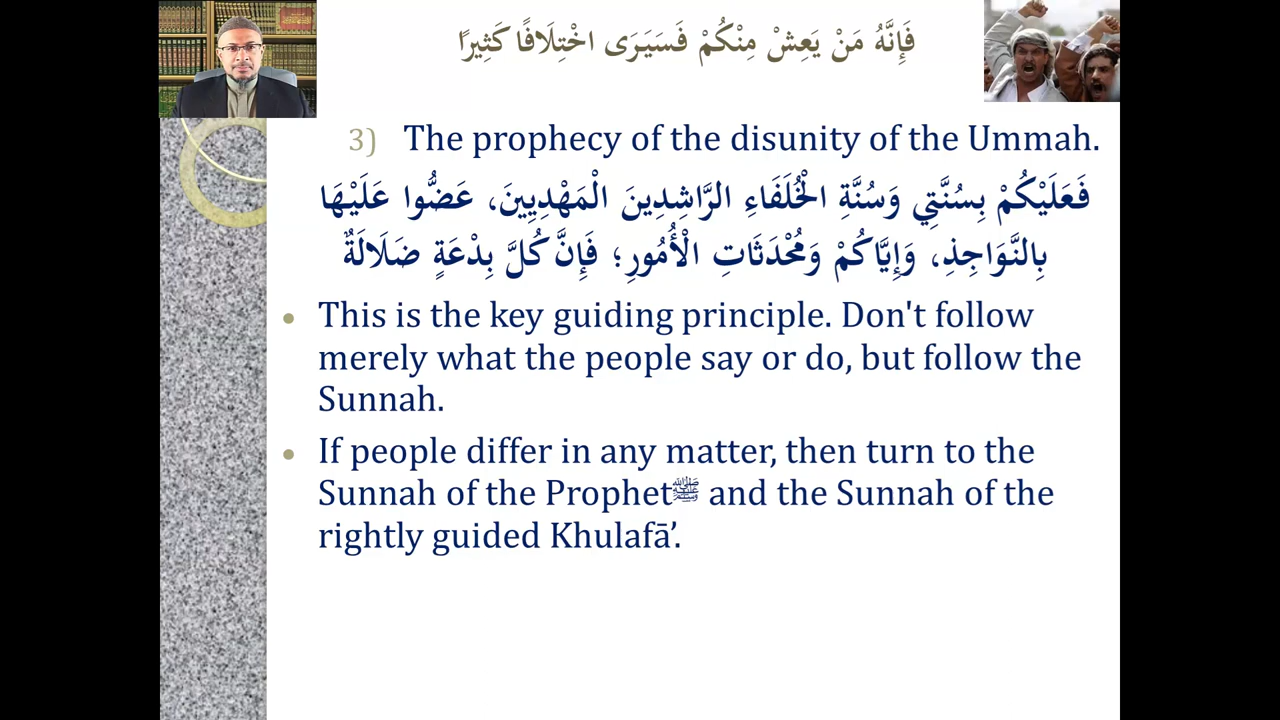 فَإِنَّهُ مَنْ يَعِشْ مِنْكُمْ فَسَيَرَى اخْتِلَافًا كَثِيرًا
3) The prophecy of the disunity of the Ummah.
فَعَلَيْكُمْ بِسُنَّتِي وَسُنَّةِ الْخُلَفَاءِ الرَّاشِدِينَ الْمَهْدِيِينَ، عَضُّوا عَلَيْهَا
بِالنَّوَاجِذِ، وَإِيَّاكُمْ وَمُحْدَثَاتِ الْأُمُورِ؛ فَإِنَّ كُلَّ بِدْعَةٍ ضَلَالَةٌ
• This is the key guiding principle. Don't follow
merely what the people say or do, but follow the
Sunnah.
• If people differ in any matter, then turn to the
Sunnah of the Prophetﷺ and the Sunnah of the
rightly guided Khulafā’.